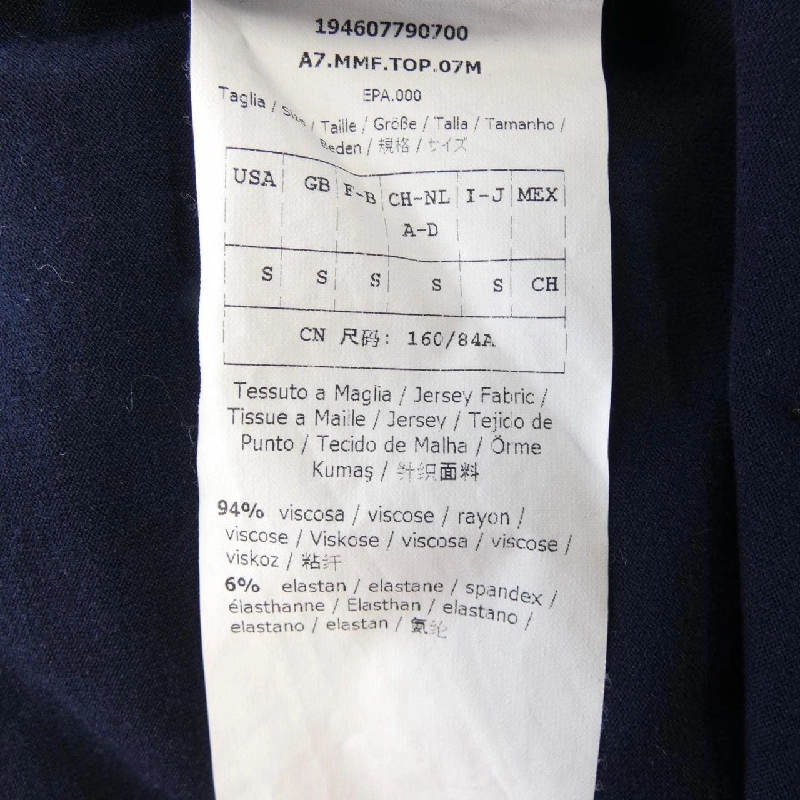 194607790700
A7.MMF.TOP.07M
EPA.000
Taglia / Size / Taille / Größe / Talla / Tamanho /
Beden / 規格 / サイズ
USA GB F-B CH-NL I-J MEX
A-D
S S S S S CH
CN 尺码: 160/84A
Tessuto a Maglia / Jersey Fabric /
Tissue a Maille / Jersey / Tejido de
Punto / Tecido de Malha / Örme
Kumaş / 针织面料
94% viscosa / viscose / rayon /
viscose / Viskose / viscosa / viscose /
viskoz / 粘纤
6% elastan / elastane / spandex /
élasthanne / Elasthan / elastano /
elastano / elastan / 氨纶